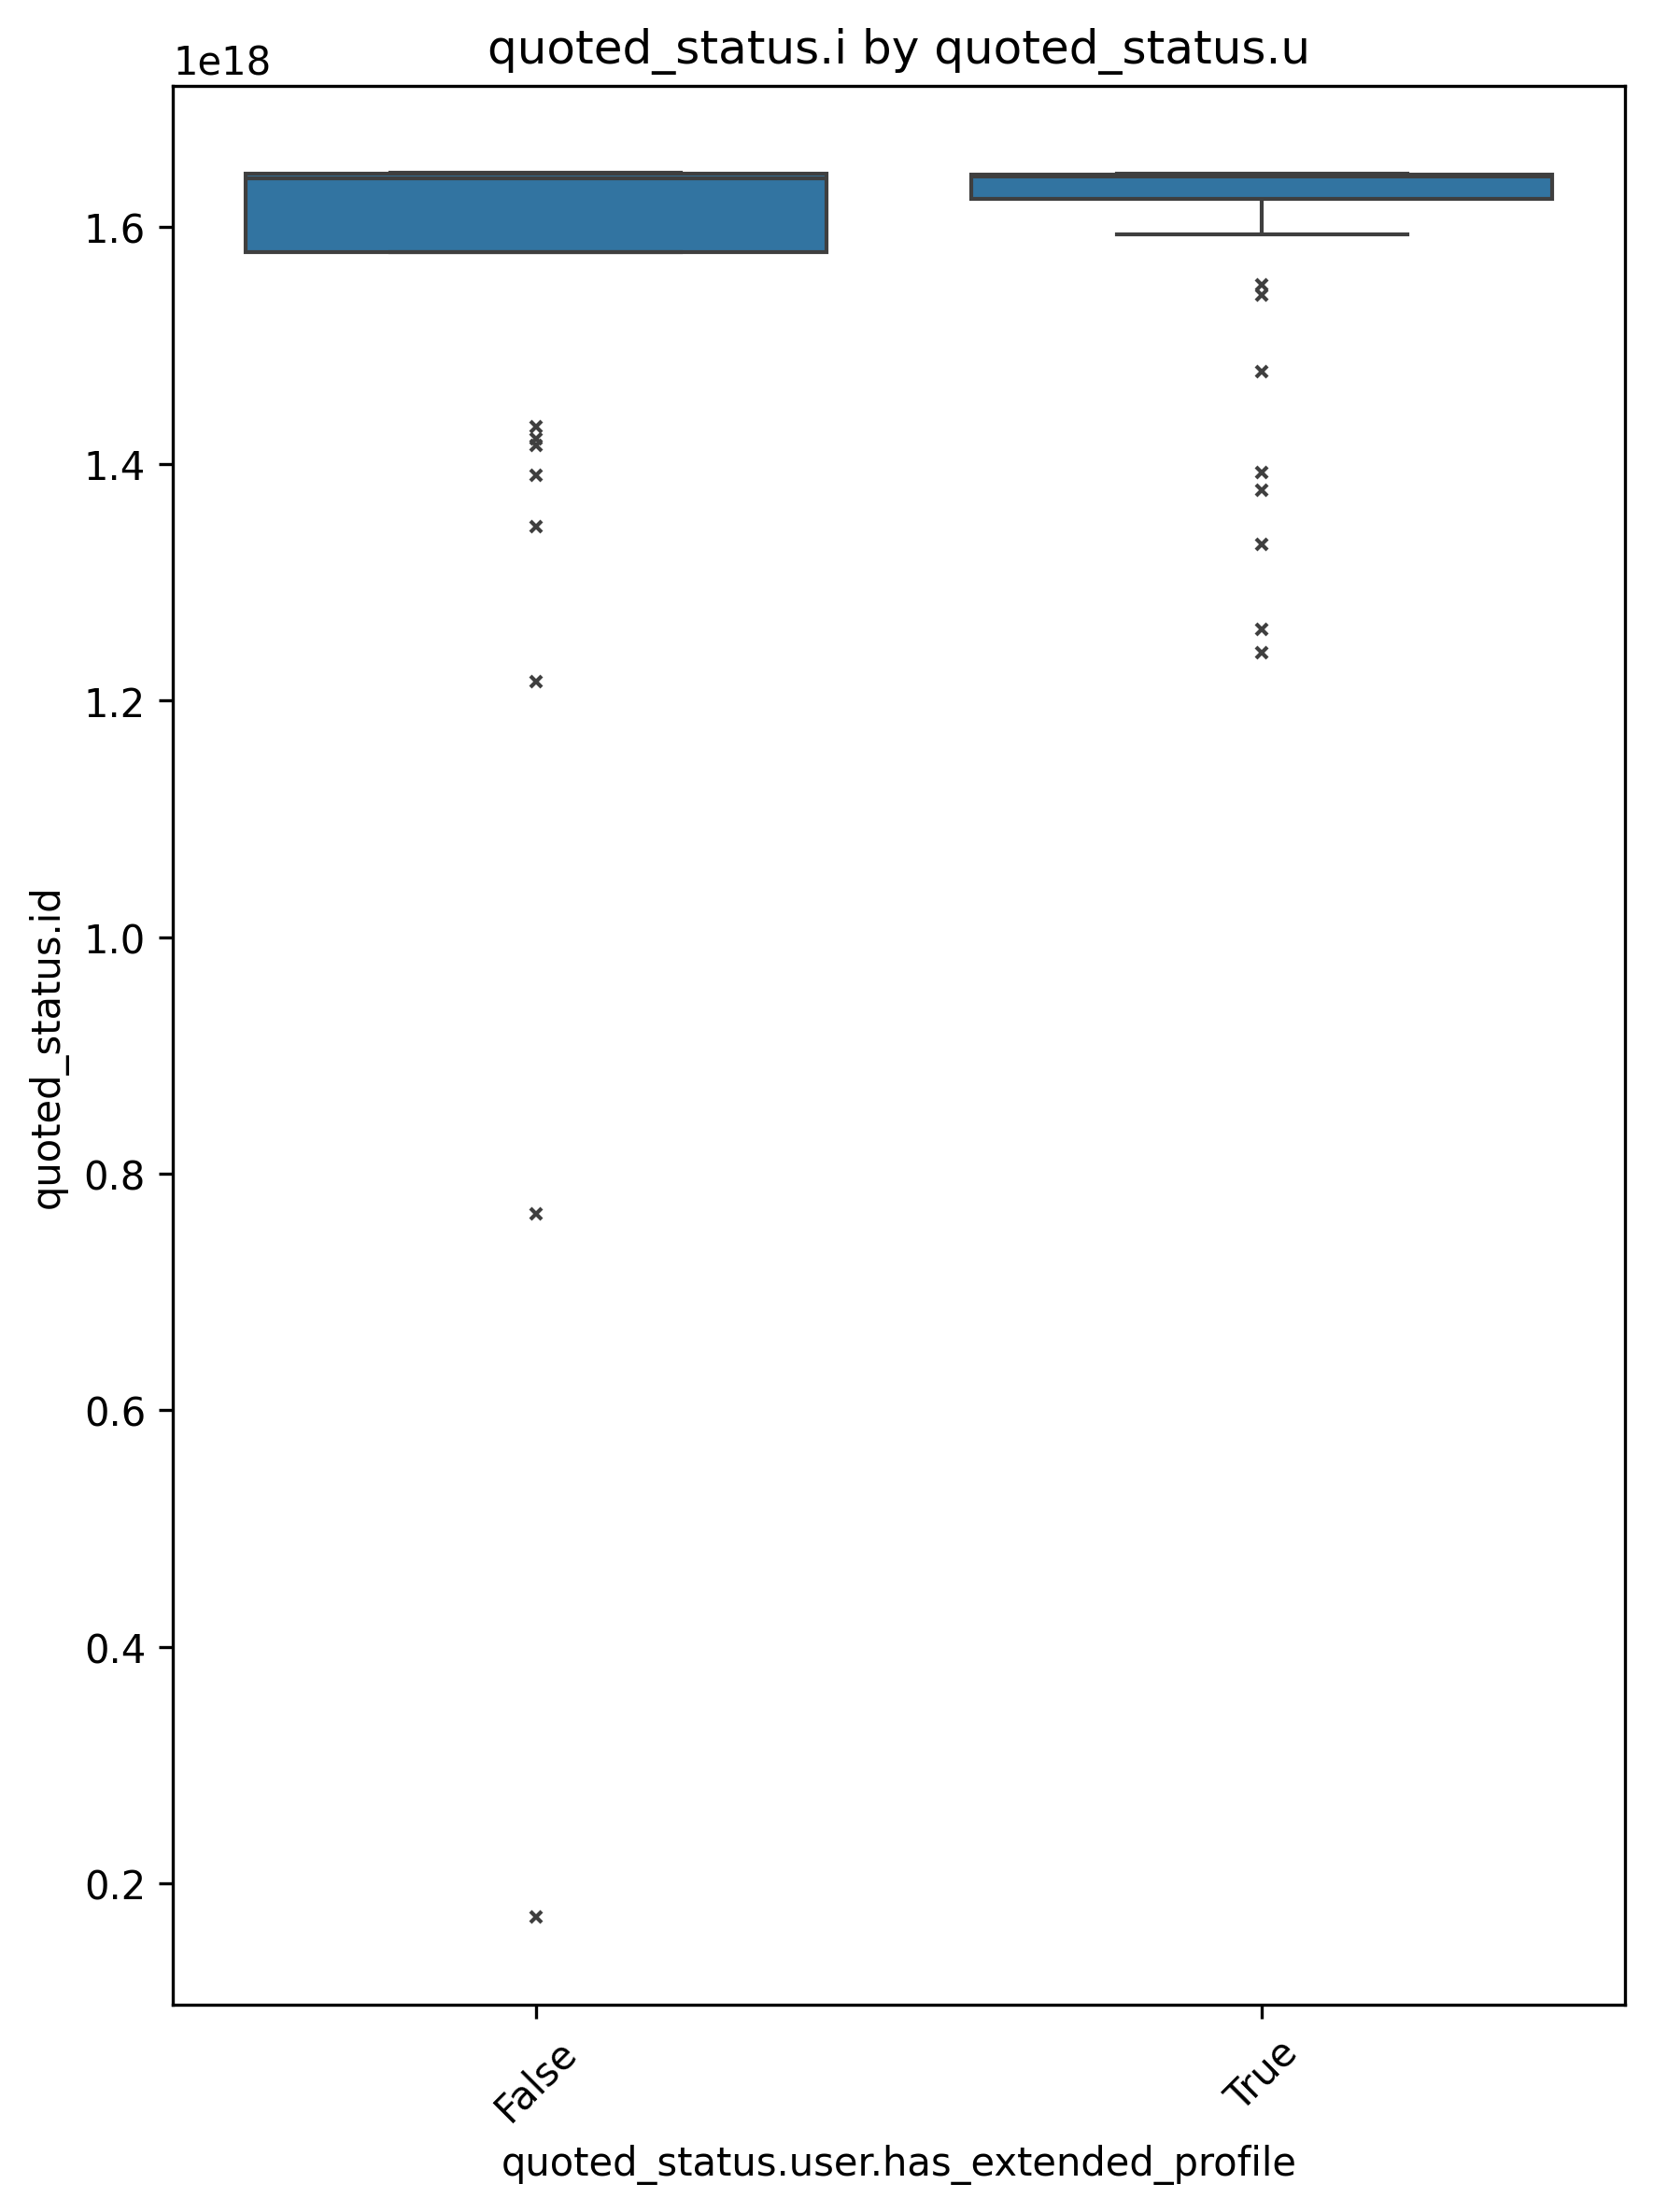 quoted_status.i by quoted_status.u
1e18
1.6
1.4
1.2
1.0
0.8
0.6
0.4
0.2
quoted_status.id
False
True
quoted_status.user.has_extended_profile